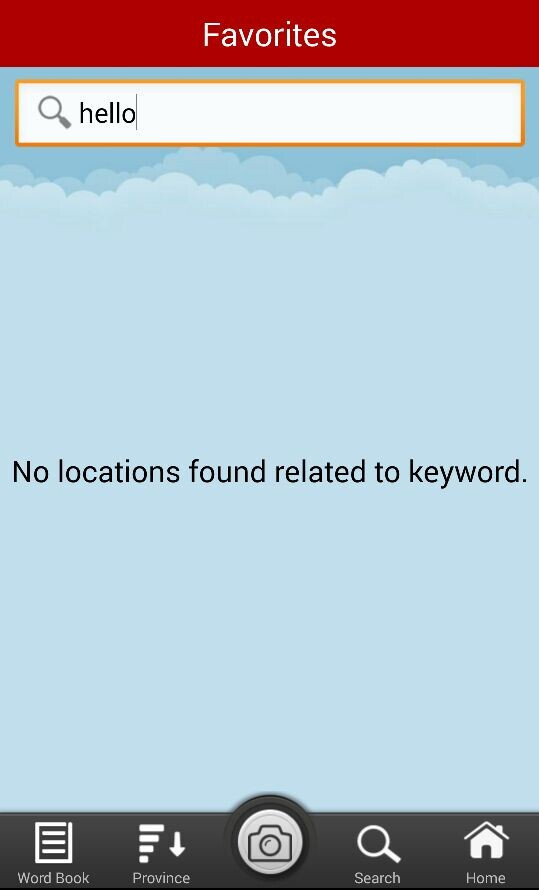 Favorites
hello
No locations found related to keyword.
Word Book
Province
Search
Home